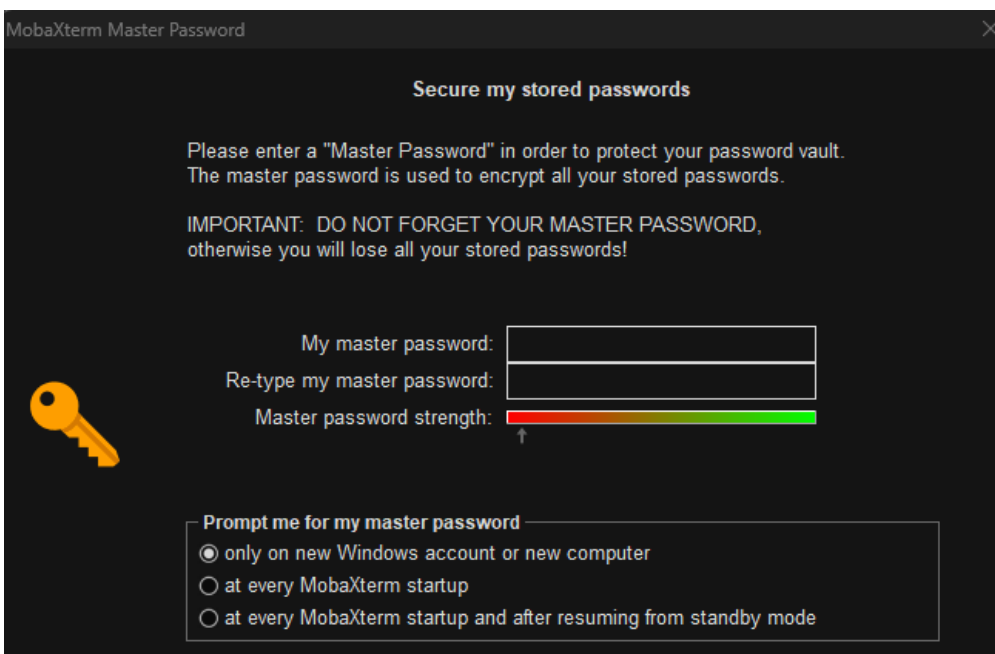 MobaXterm Master Password
Secure my stored passwords
Please enter a "Master Password" in order to protect your password vault.
The master password is used to encrypt all your stored passwords.
IMPORTANT:  DO NOT FORGET YOUR MASTER PASSWORD,
otherwise you will lose all your stored passwords!
My master password:
Re-type my master password:
Master password strength:
Prompt me for my master password
only on new Windows account or new computer
at every MobaXterm startup
at every MobaXterm startup and after resuming from standby mode